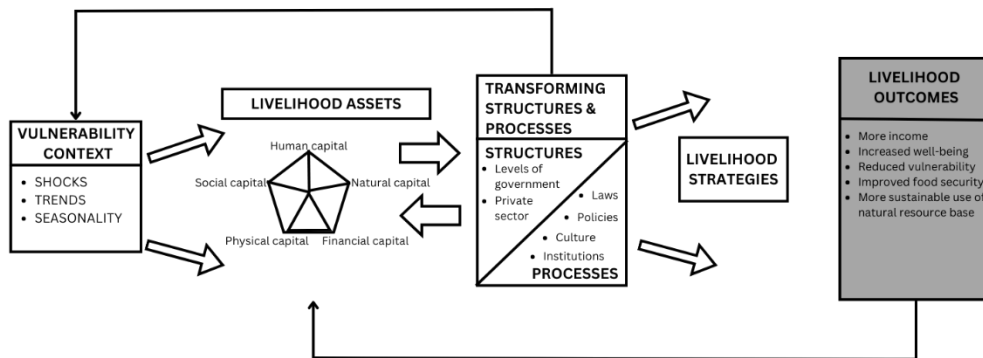 VULNERABILITY
CONTEXT
• SHOCKS
• TRENDS
• SEASONALITY
LIVELIHOOD ASSETS
Human capital
Social capital
Natural capital
Physical capital
Financial capital
TRANSFORMING
STRUCTURES &
PROCESSES
STRUCTURES
• Levels of
government
• Private
sector
• Laws
• Policies
• Culture
• Institutions
PROCESSES
LIVELIHOOD
STRATEGIES
LIVELIHOOD
OUTCOMES
• More income
• Increased well-being
• Reduced vulnerability
• Improved food security
• More sustainable use of
natural resource base